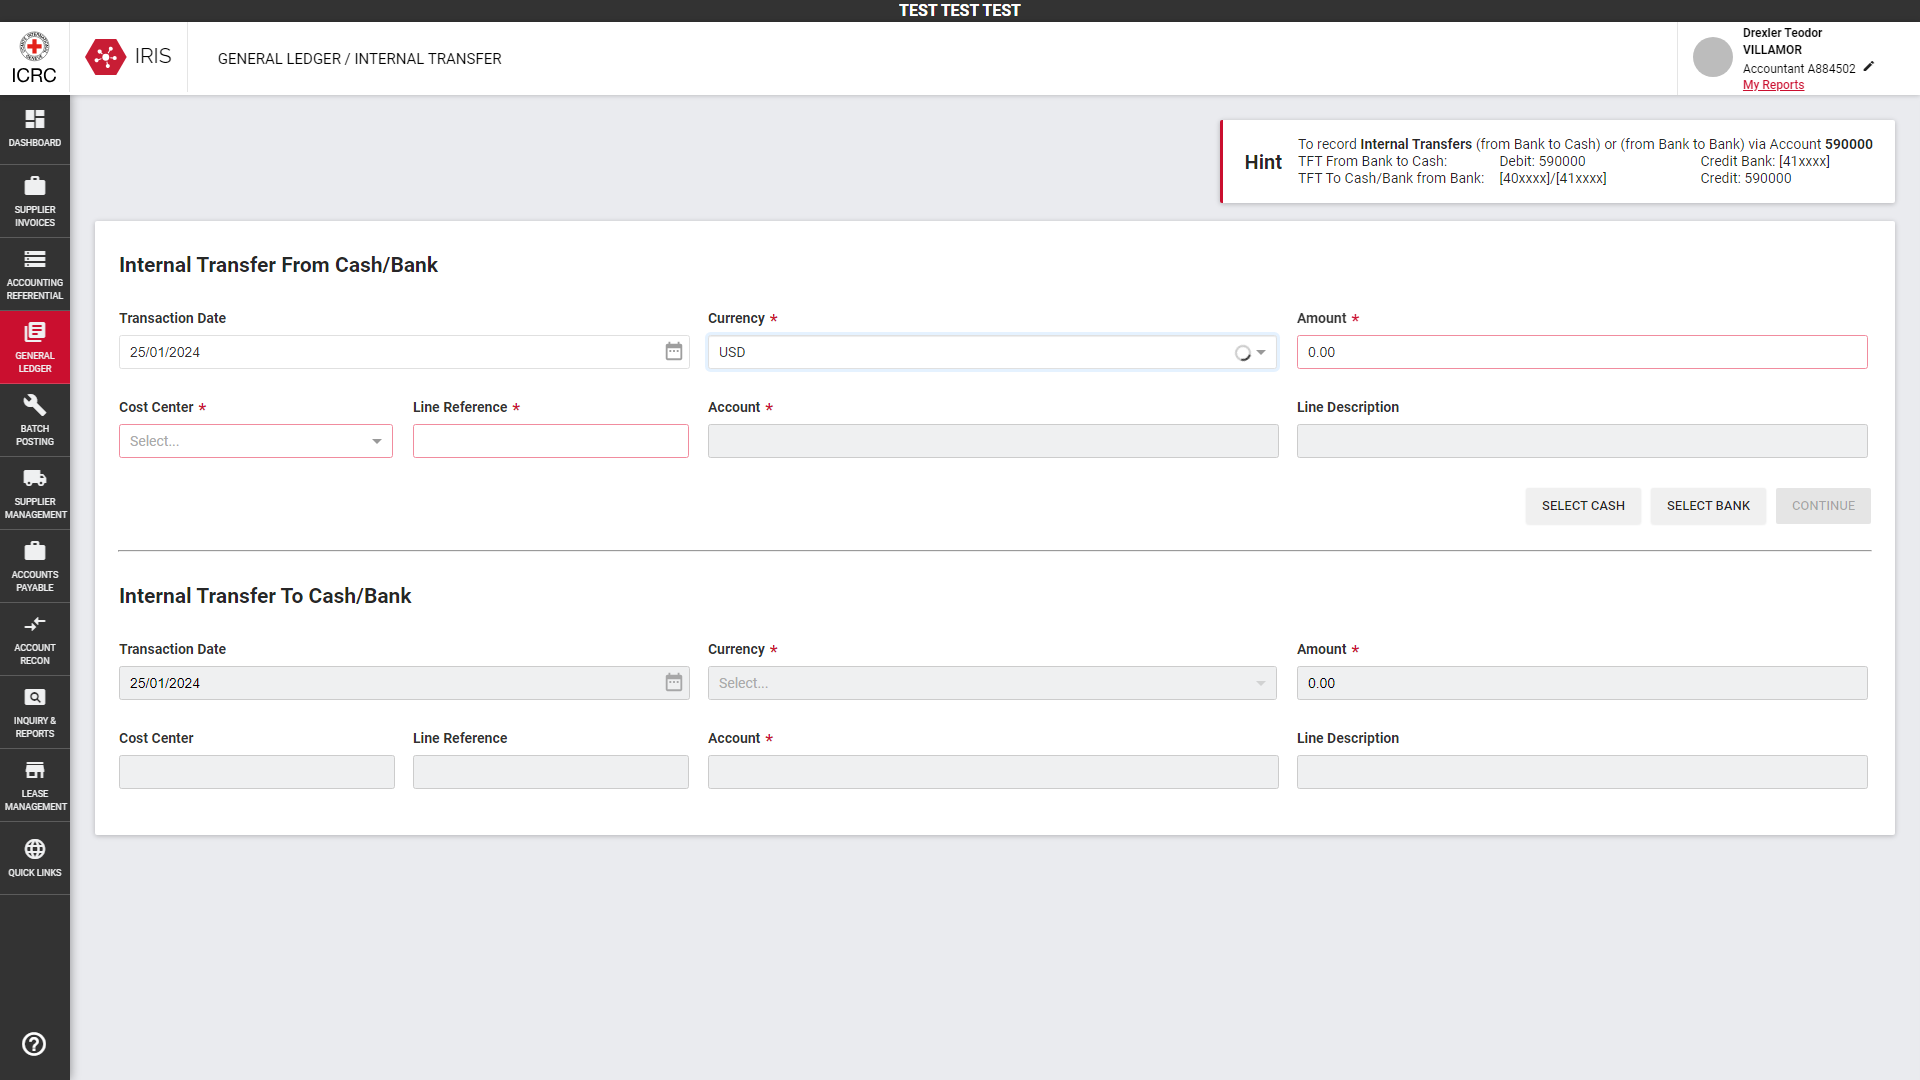 TEST TEST TEST
ICRC
IRIS
GENERAL LEDGER / INTERNAL TRANSFER
Drexler Teodor
VILLAMOR
Accountant A884502
My Reports
DASHBOARD
SUPPLIER
INVOICES
ACCOUNTING
REFERENTIAL
GENERAL
LEDGER
BATCH
POSTING
SUPPLIER
MANAGEMENT
ACCOUNTS
PAYABLE
ACCOUNT
RECON
INQUIRY &
REPORTS
LEASE
MANAGEMENT
QUICK LINKS
Hint
To record Internal Transfers (from Bank to Cash) or (from Bank to Bank) via Account 590000
TFT From Bank to Cash: Debit: 590000 Credit Bank: [41xxxx]
TFT To Cash/Bank from Bank: [40xxxx]/[41xxxx] Credit: 590000
Internal Transfer From Cash/Bank
Transaction Date Currency * Amount *
25/01/2024 USD 0.00
Cost Center * Line Reference * Account * Line Description
Select...
SELECT CASH SELECT BANK CONTINUE
Internal Transfer To Cash/Bank
Transaction Date Currency * Amount *
25/01/2024 Select... 0.00
Cost Center Line Reference Account * Line Description